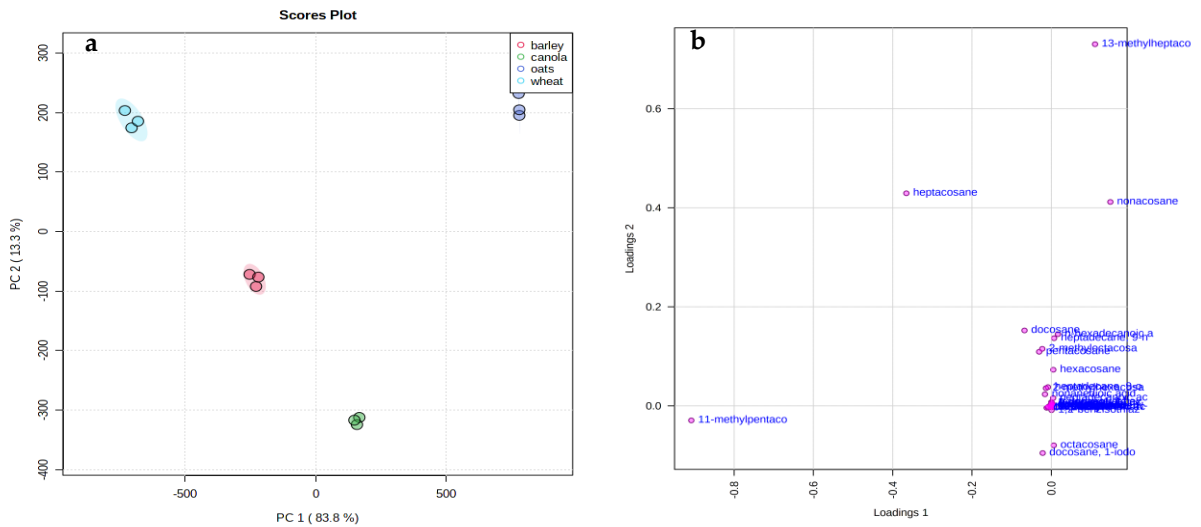 Scores Plot
a
barley
canola
oats
wheat
300
200
100
0
-100
-200
-300
-400
PC 2 ( 13.3 %)
-500
0
500
PC 1 ( 83.8 %)
b
13-methylheptaco
0.6
heptacosane
nonacosane
0.4
Loadings 2
0.2
docosane
n-hexadecanoic a
heptadecane, 9-h
2-methyloctacosa
pentacosane
hexacosane
0.0
11-methylpentaco
octacosane
docosane, 1-iodo
-0.8
-0.6
-0.4
-0.2
0.0
Loadings 1